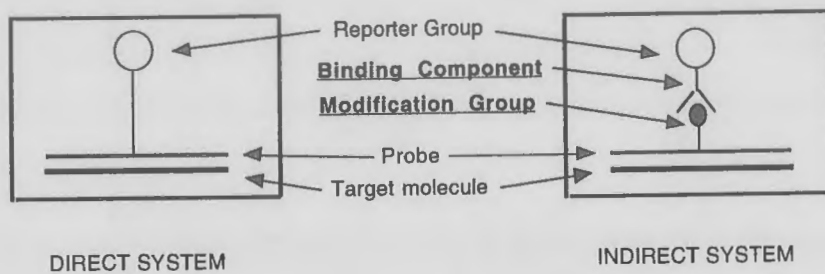 Reporter Group
Binding Component
Modification Group
Probe
Target molecule
DIRECT SYSTEM
INDIRECT SYSTEM